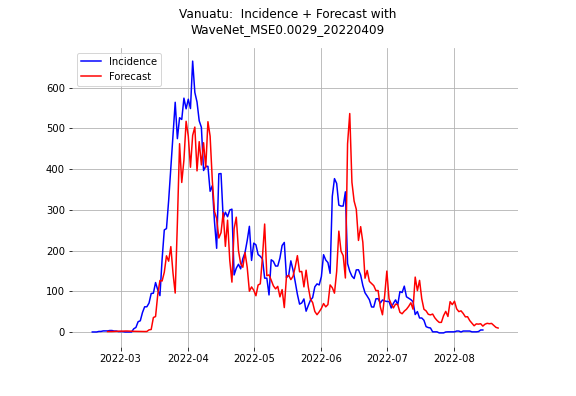 Vanuatu:  Incidence + Forecast with
WaveNet_MSE0.0029_20220409
Incidence
Forecast
600
500
400
300
200
100
0
2022-03 2022-04 2022-05 2022-06 2022-07 2022-08